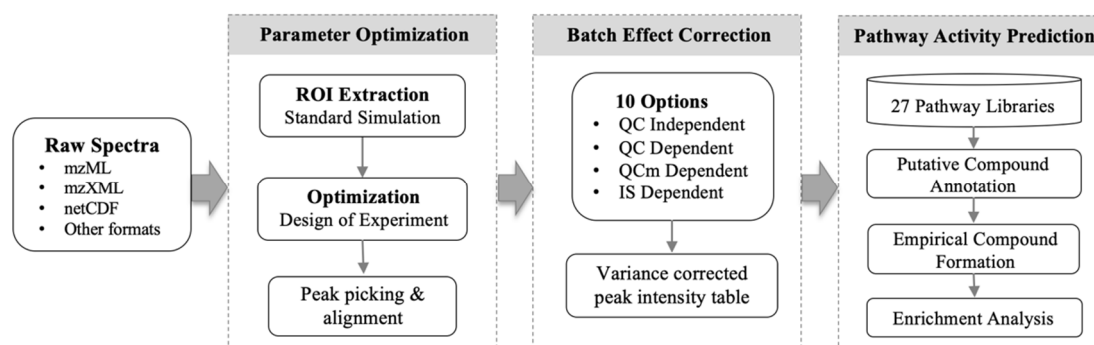 Raw Spectra
• mzML
• mzXML
• netCDF
• Other formats
Parameter Optimization
ROI Extraction
Standard Simulation
Optimization
Design of Experiment
Peak picking &
alignment
Batch Effect Correction
10 Options
• QC Independent
• QC Dependent
• QCm Dependent
• IS Dependent
Variance corrected
peak intensity table
Pathway Activity Prediction
27 Pathway Libraries
Putative Compound
Annotation
Empirical Compound
Formation
Enrichment Analysis